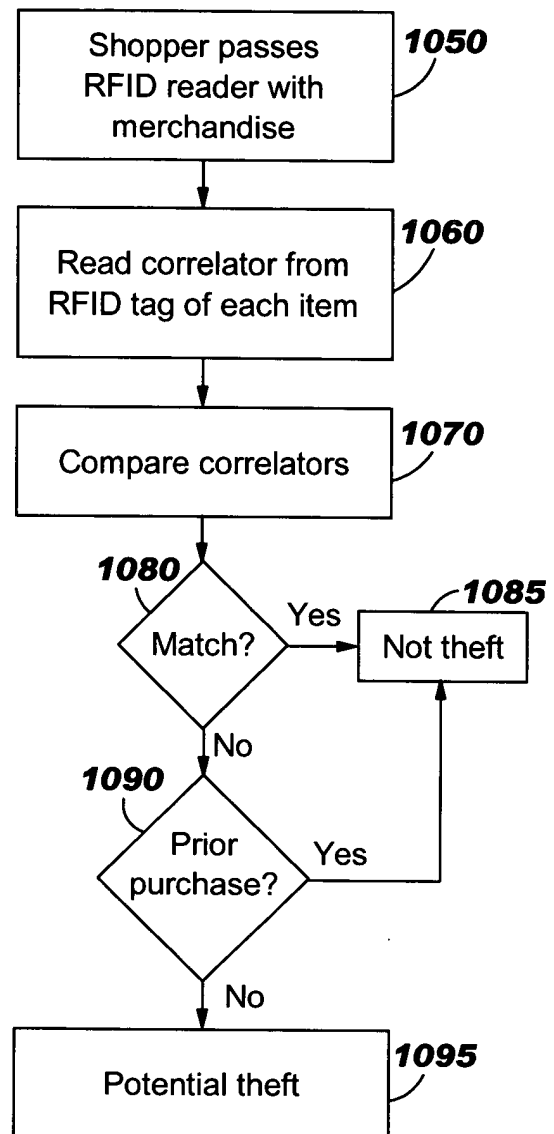 Shopper passes
RFID reader with
merchandise
1050
Read correlator from
RFID tag of each item
1060
Compare correlators
1070
1080
Match?
Yes
1085
Not theft
No
1090
Prior
purchase?
Yes
No
Potential theft
1095